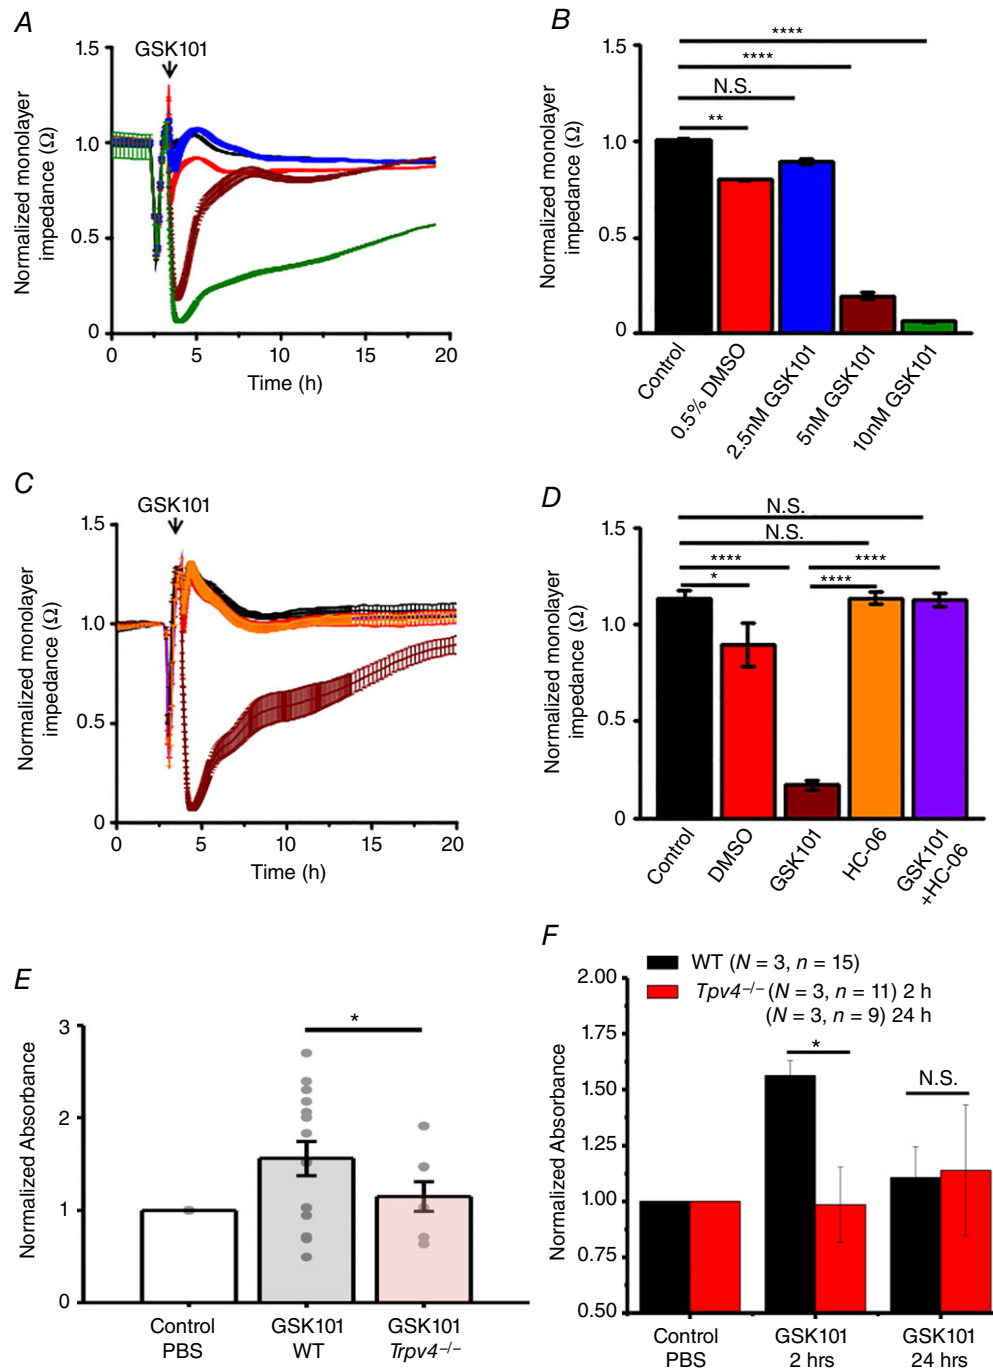 A
GSK101
Normalized monolayer
impedance (Ω)
1.5
1.0
0.5
0
0
5
10
15
20
Time (h)
B
Normalized monolayer
impedance (Ω)
1.5
1.0
0.5
0
****
****
N.S.
**
Control
0.5% DMSO
2.5nM GSK101
5nM GSK101
10nM GSK101
C
GSK101
Normalized monolayer
impedance (Ω)
1.5
1.0
0.5
0
0
5
10
15
20
Time (h)
D
Normalized monolayer
impedance (Ω)
1.5
1.0
0.5
0
N.S.
N.S.
****
****
*
****
Control
DMSO
GSK101
HC-06
GSK101
+HC-06
E
Normalized Absorbance
3
2
1
0
*
Control
PBS
GSK101
WT
GSK101
Trpv4−/−
F
WT (N = 3, n = 15)
Tpv4−/− (N = 3, n = 11) 2 h
(N = 3, n = 9) 24 h
Normalized Absorbance
2.00
1.75
1.50
1.25
1.00
0.75
0.50
*
N.S.
Control
PBS
GSK101
2 hrs
GSK101
24 hrs